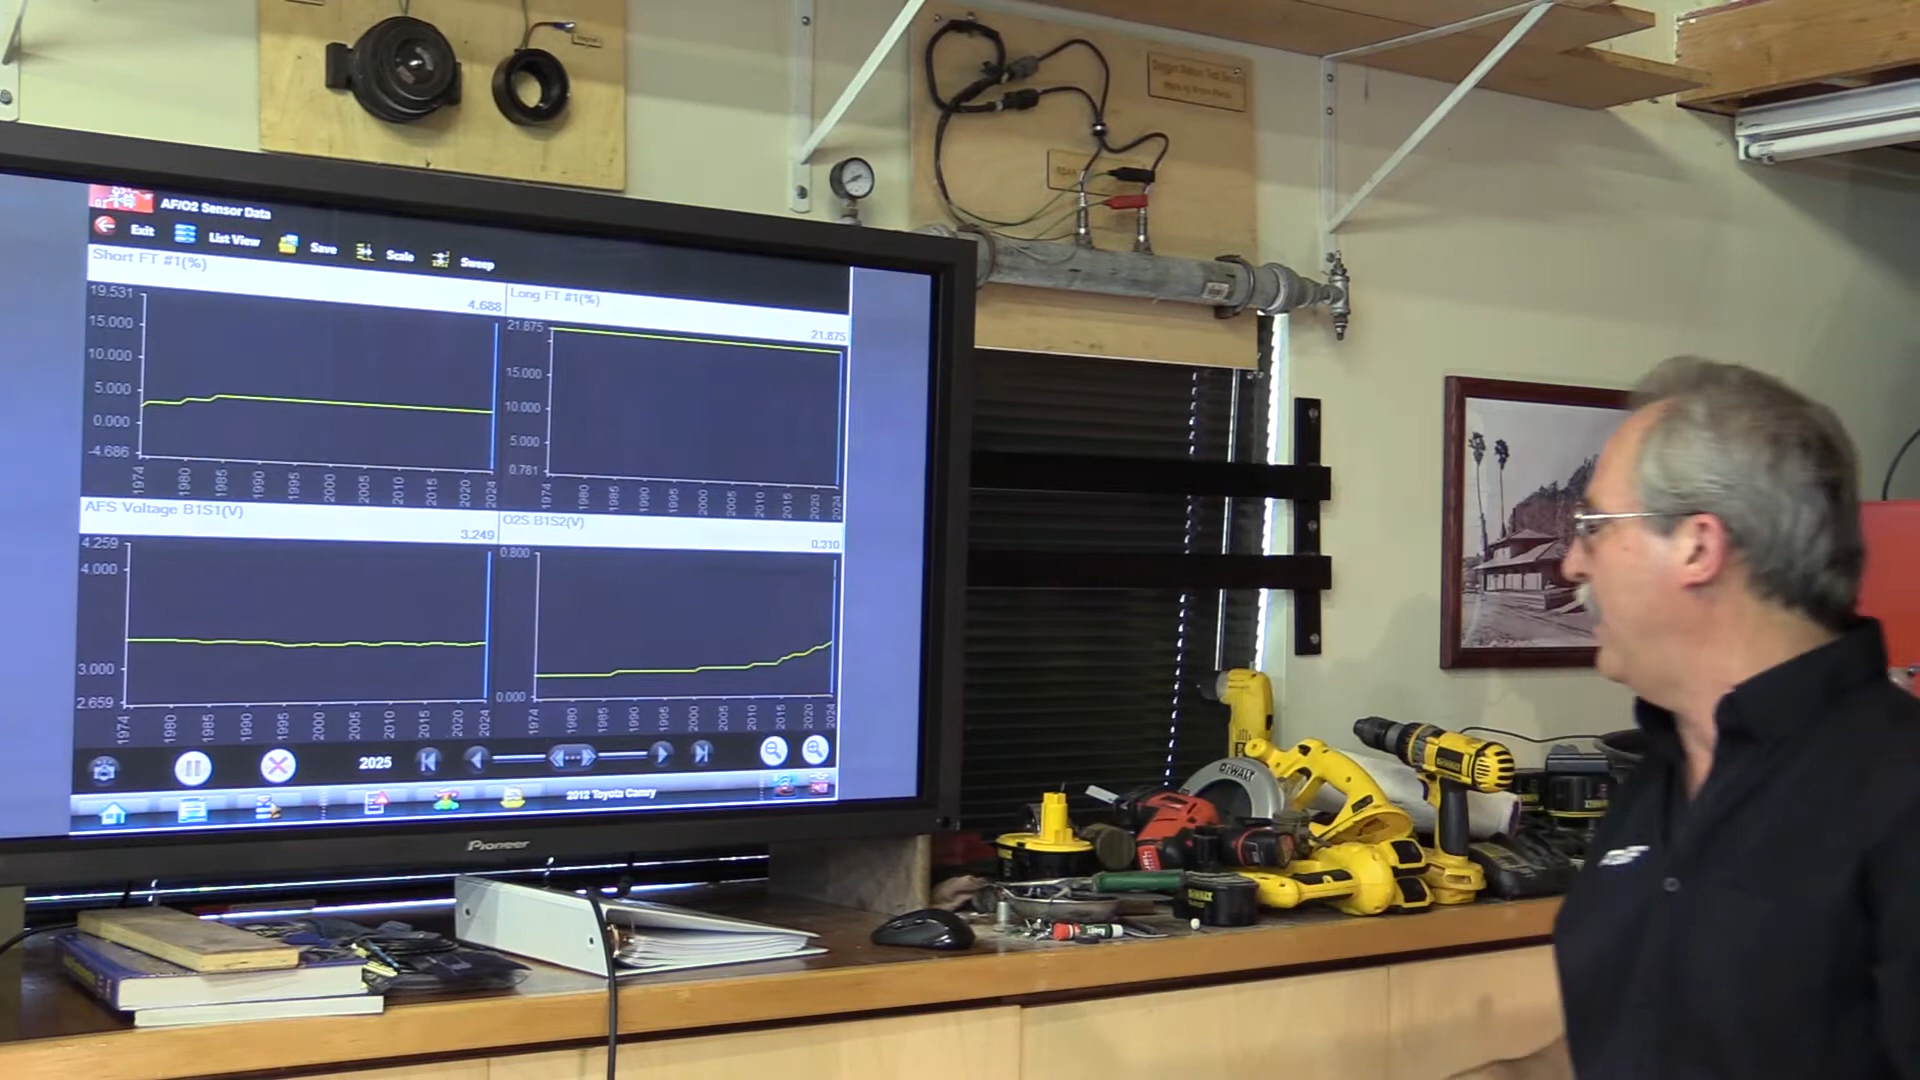 AF/O2 Sensor Data
Exit List View Save Scale Sweep
Short FT #1(%)
4.688
19.531
15.000
10.000
5.000
0.000
-4.686
1974 1980 1985 1990 1995 2000 2005 2010 2015 2020 2024
Long FT #1(%)
21.875
21.875
15.000
10.000
5.000
0.781
1974 1980 1985 1990 1995 2000 2005 2010 2015 2020 2024
AFS Voltage B1S1(V)
3.249
4.259
4.000
3.000
2.659
1974 1980 1985 1990 1995 2000 2005 2010 2015 2020 2024
O2S B1S2(V)
0.310
0.800
0.000
1974 1980 1985 1990 1995 2000 2005 2010 2015 2020 2024
2025
2012 Toyota Camry
Pioneer
DEWALT
DEWALT